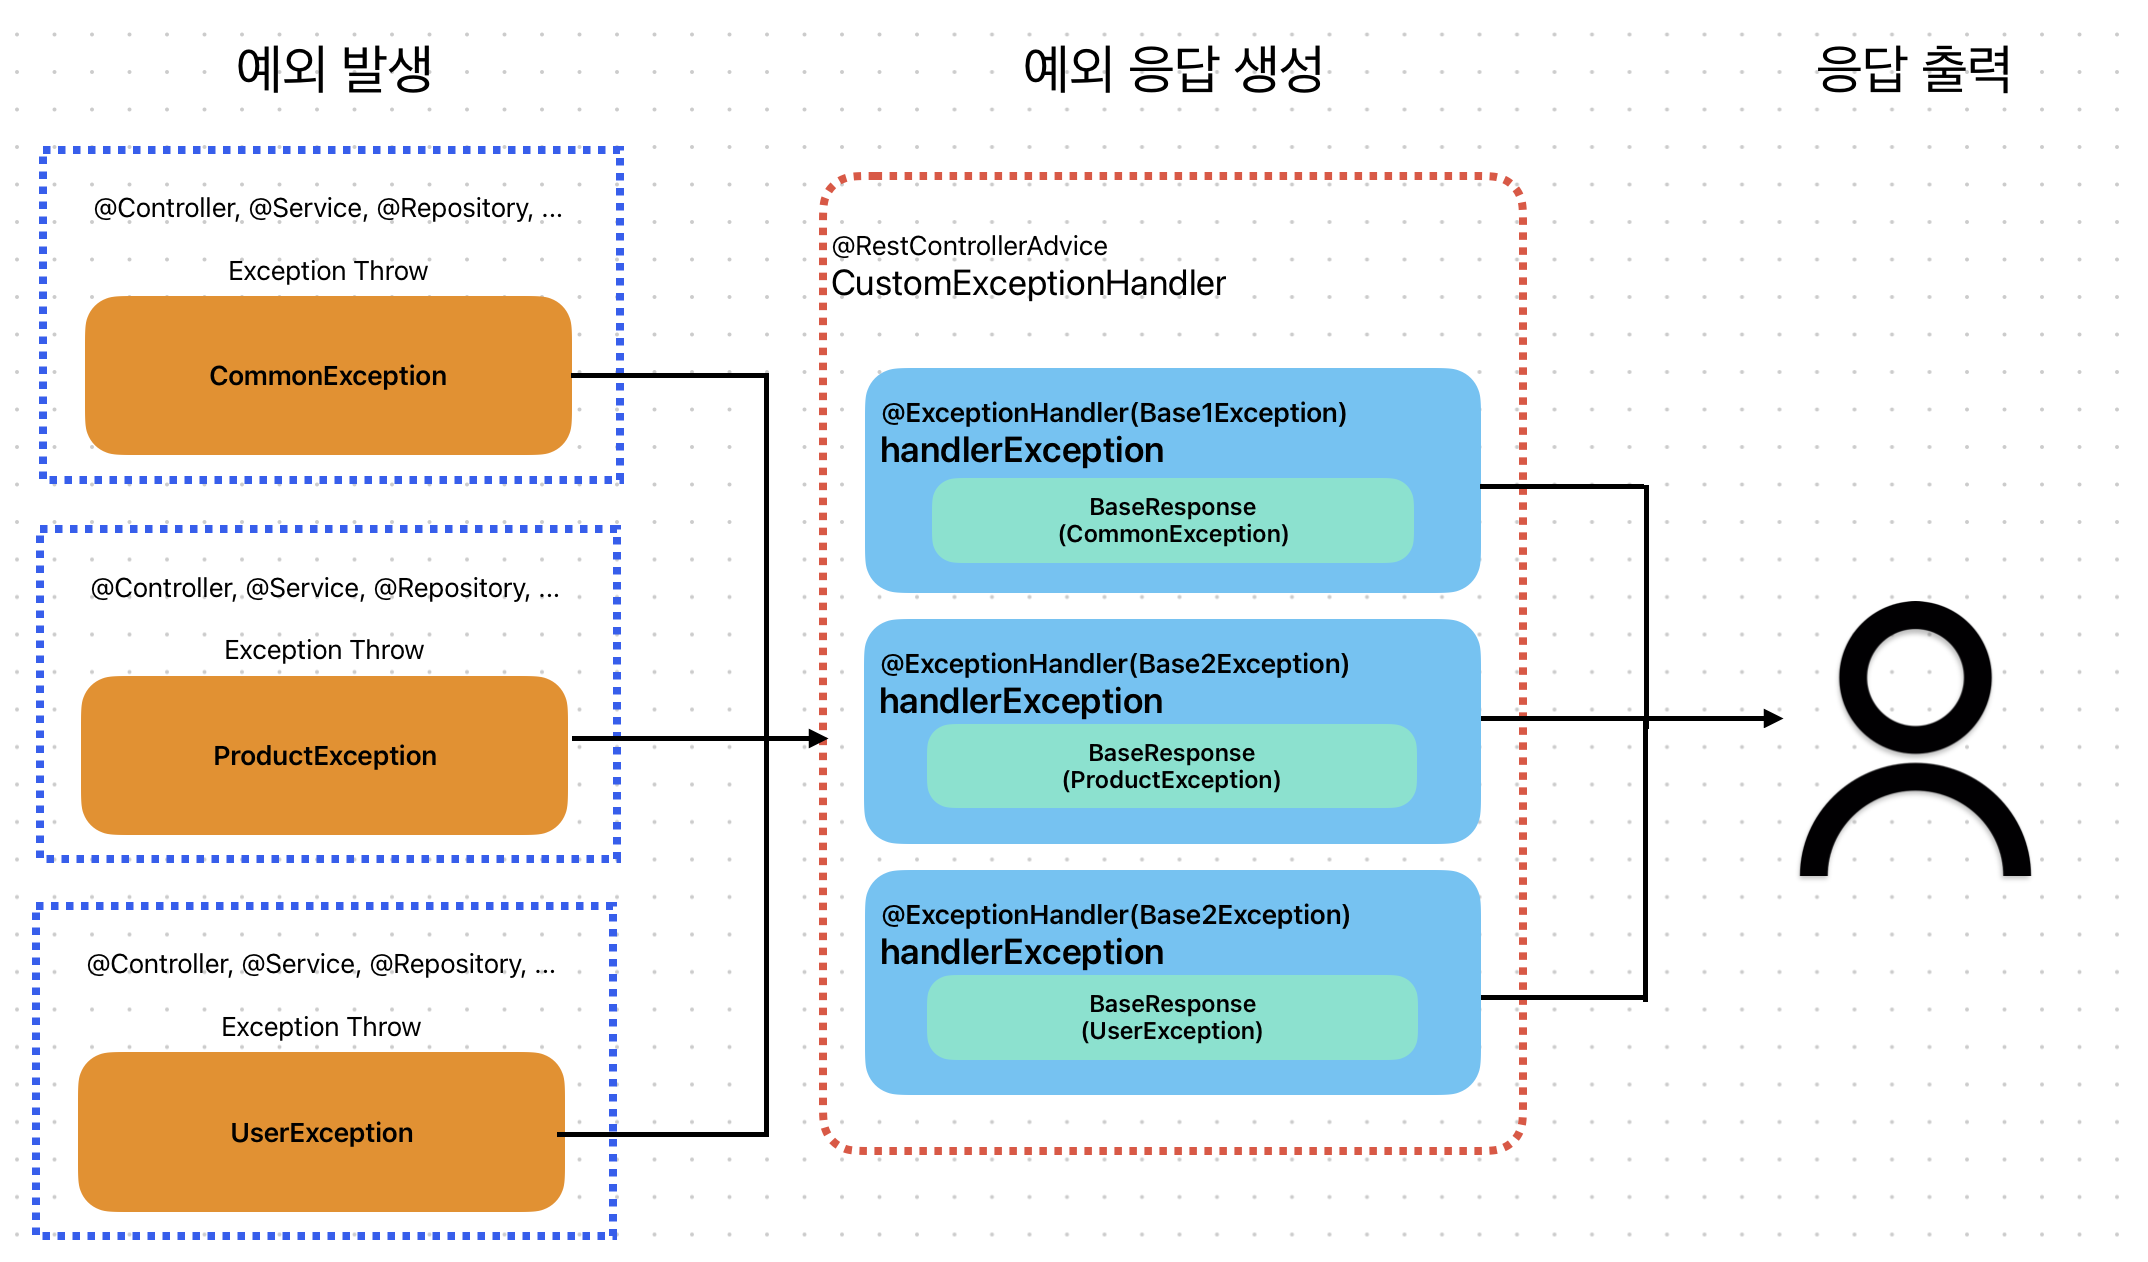 예외 발생
예외 응답 생성
응답 출력
@Controller, @Service, @Repository, ...
Exception Throw
CommonException
@Controller, @Service, @Repository, ...
Exception Throw
ProductException
@Controller, @Service, @Repository, ...
Exception Throw
UserException
@RestControllerAdvice
CustomExceptionHandler
@ExceptionHandler(Base1Exception)
handlerException
BaseResponse
(CommonException)
@ExceptionHandler(Base2Exception)
handlerException
BaseResponse
(ProductException)
@ExceptionHandler(Base2Exception)
handlerException
BaseResponse
(UserException)